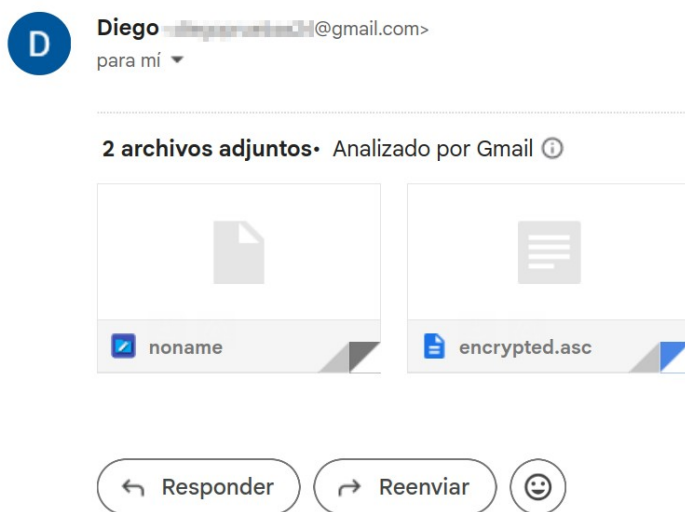 D
Diego @gmail.com>
para mí
2 archivos adjuntos• Analizado por Gmail
noname
encrypted.asc
Responder
Reenviar